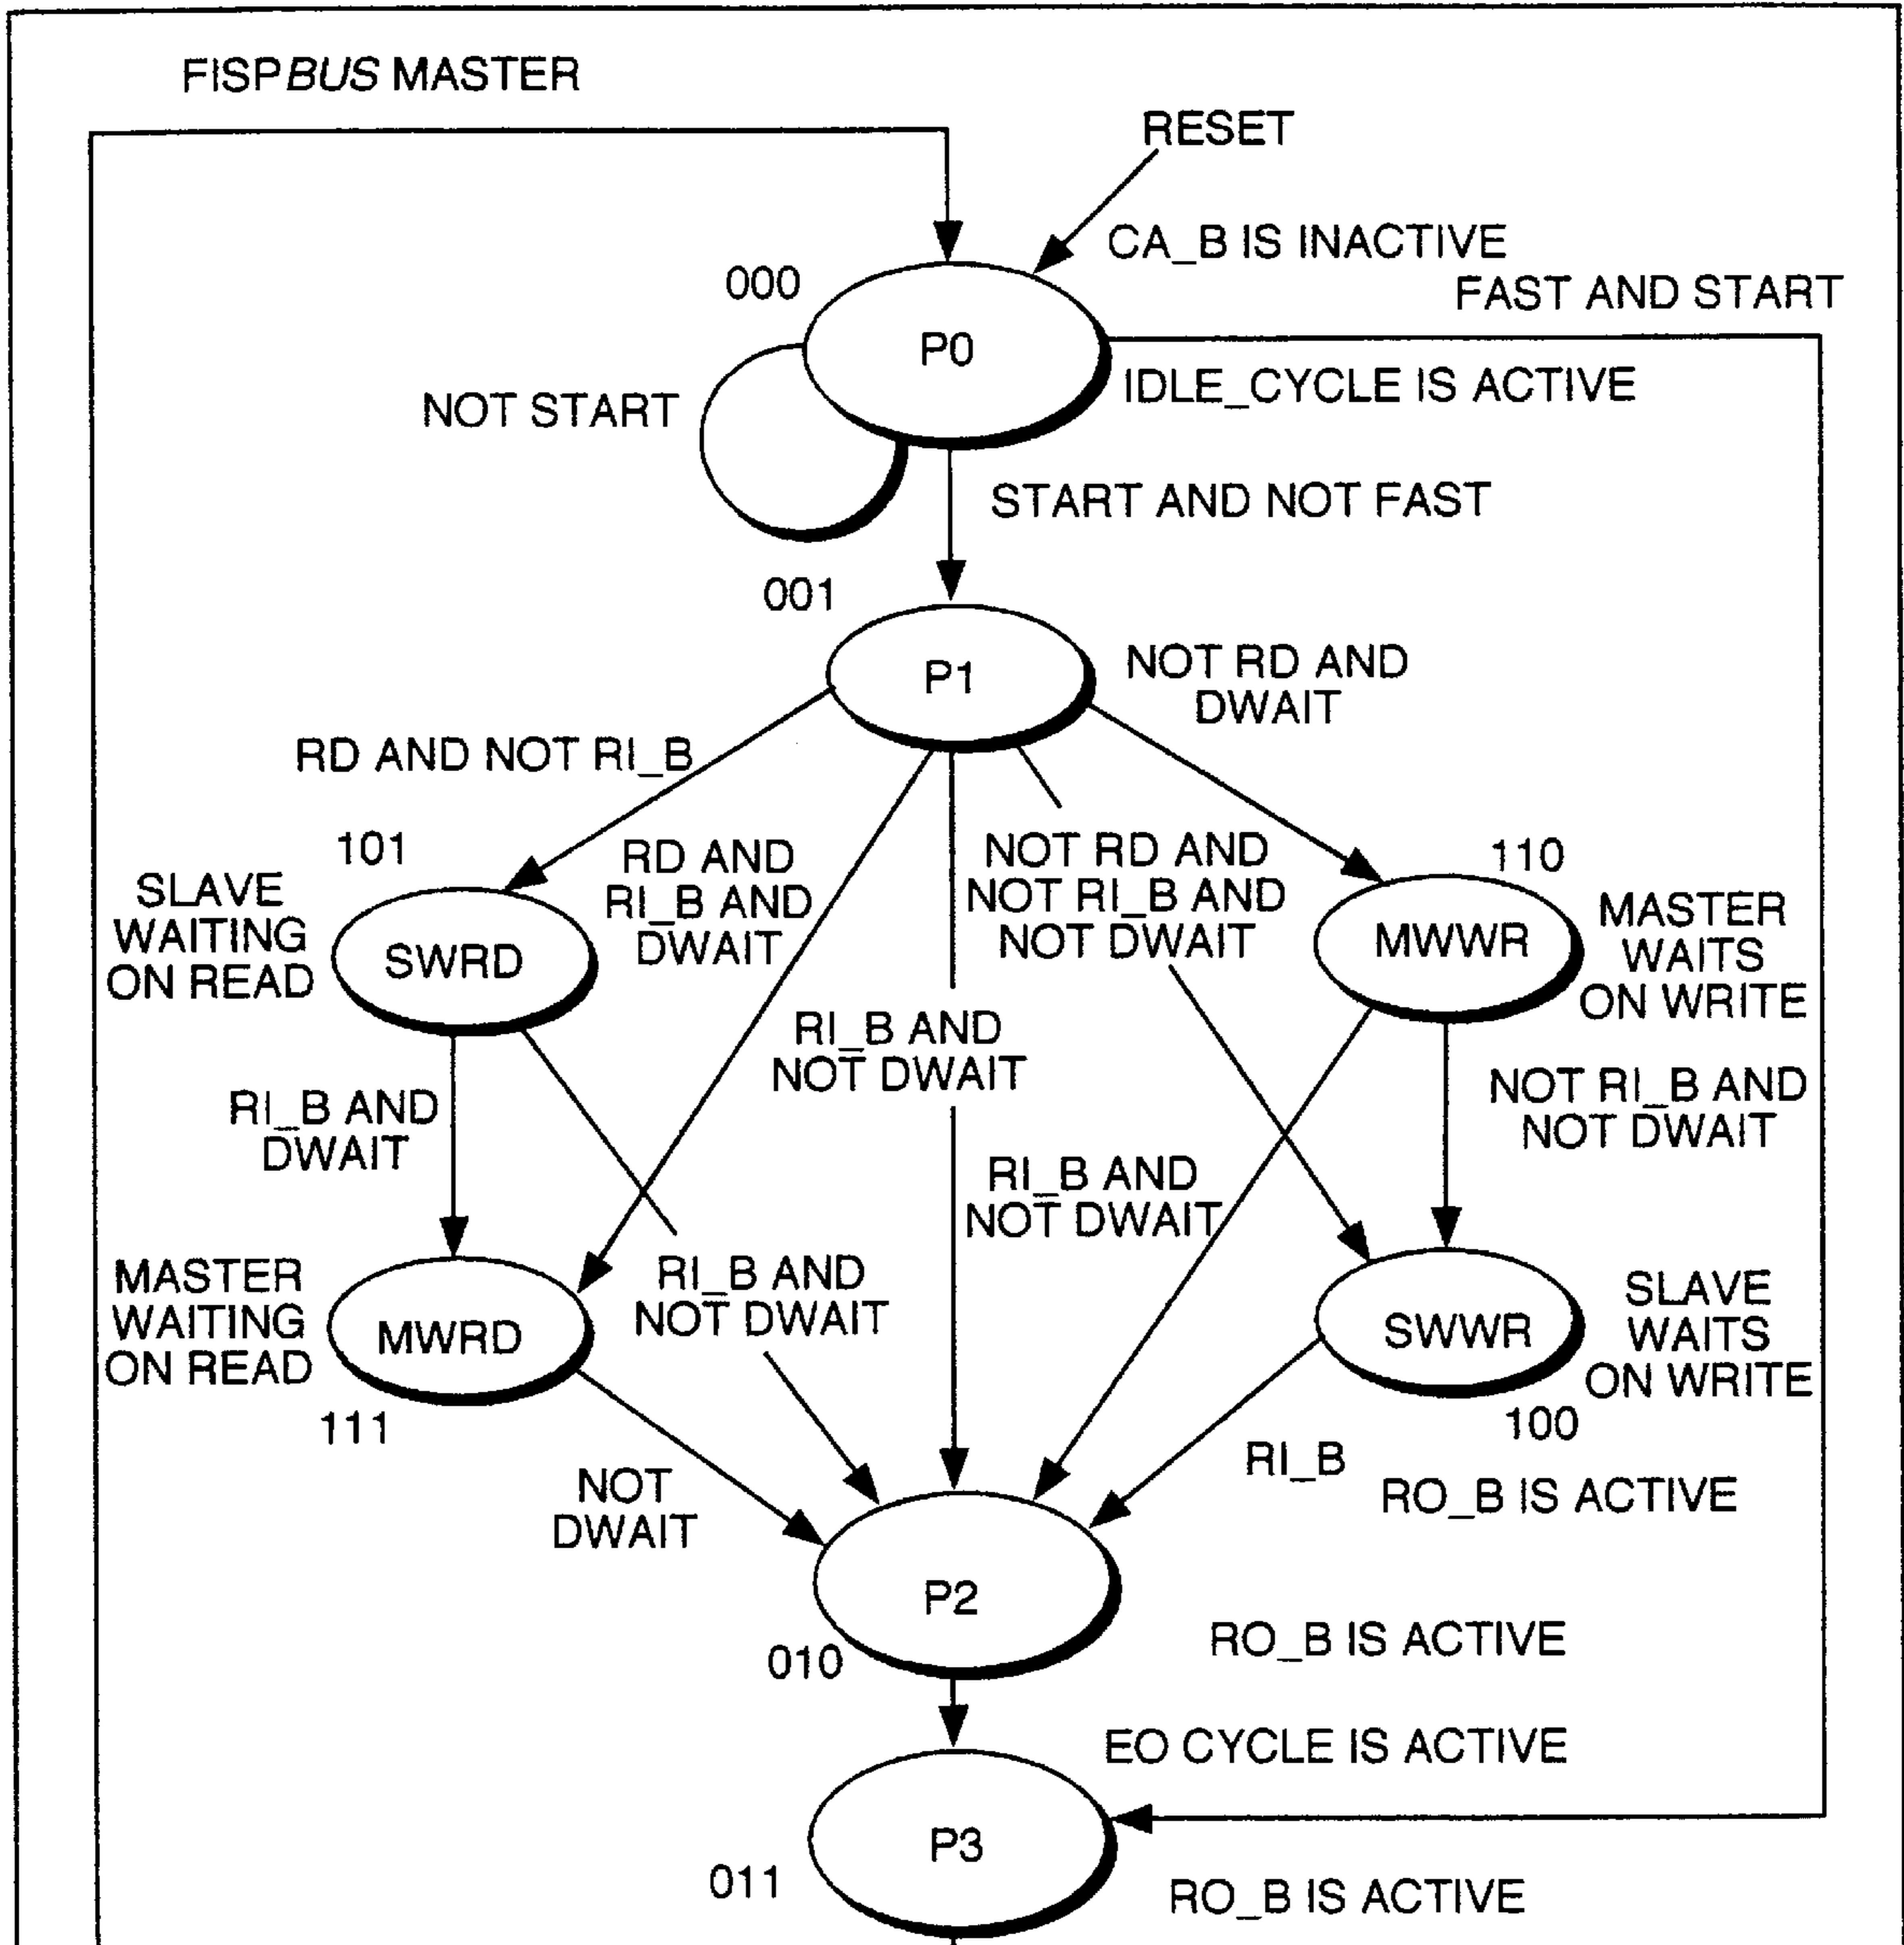 FISPBUS MASTER
RESET
CA_B IS INACTIVE
000
FAST AND START
P0
IDLE_CYCLE IS ACTIVE
NOT START
START AND NOT FAST
001
P1
NOT RD AND
DWAIT
RD AND NOT RI_B
101
RD AND
RI_B AND
DWAIT
NOT RD AND
NOT RI_B AND
NOT DWAIT
110
SLAVE
WAITING
ON READ
SWRD
MWWR
MASTER
WAITS
ON WRITE
RI_B AND
NOT DWAIT
RI_B AND
DWAIT
NOT RI_B AND
NOT DWAIT
RI_B AND
NOT DWAIT
MASTER
WAITING
ON READ
MWRD
RI_B AND
NOT DWAIT
SWWR
SLAVE
WAITS
ON WRITE
111
100
NOT
DWAIT
RI_B
RO_B IS ACTIVE
P2
010
RO_B IS ACTIVE
EO CYCLE IS ACTIVE
P3
011
RO_B IS ACTIVE